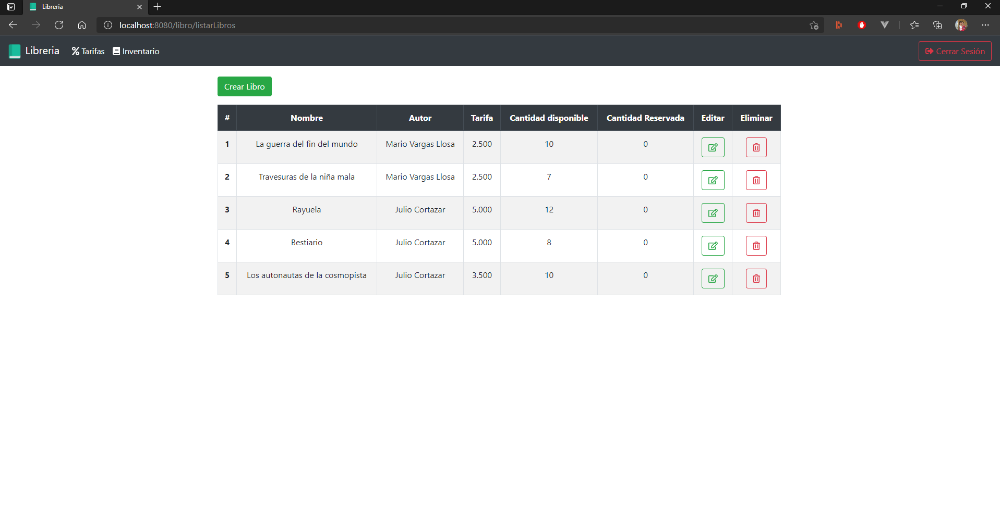 Libreria
localhost:8080/libro/listarLibros
Libreria Tarifas Inventario Cerrar Sesión
Crear Libro
# Nombre Autor Tarifa Cantidad disponible Cantidad Reservada Editar Eliminar
1 La guerra del fin del mundo Mario Vargas Llosa 2.500 10 0
2 Travesuras de la niña mala Mario Vargas Llosa 2.500 7 0
3 Rayuela Julio Cortazar 5.000 12 0
4 Bestiario Julio Cortazar 5.000 8 0
5 Los autonautas de la cosmopista Julio Cortazar 3.500 10 0